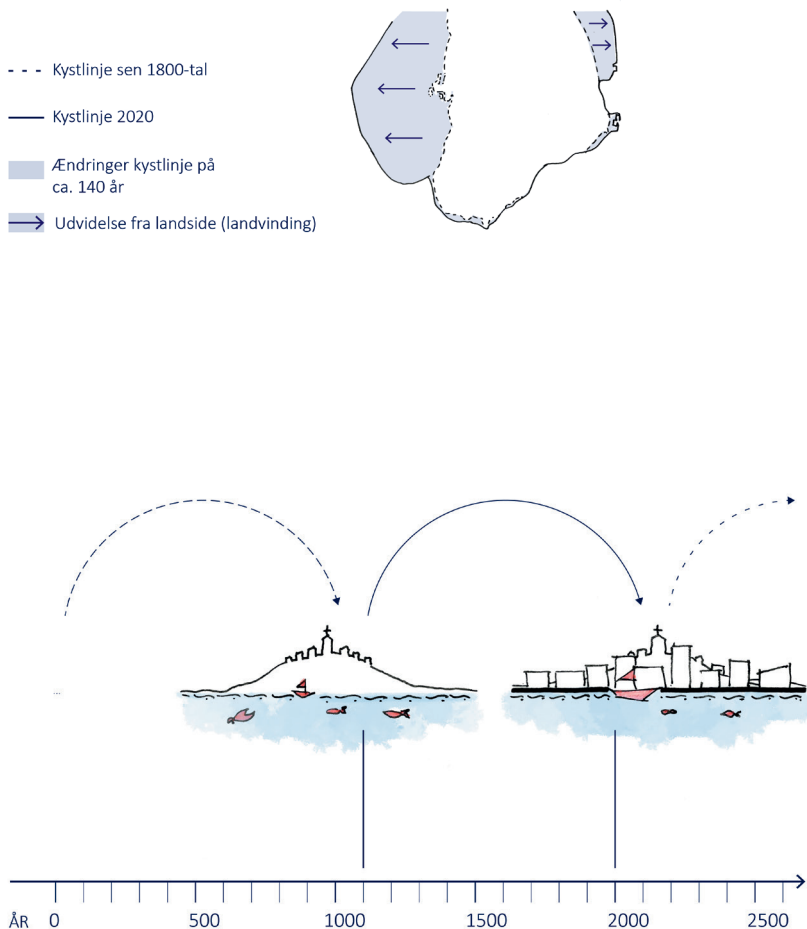 Kystlinje sen 1800-tal
Kystlinje 2020
Ændringer kystlinje på
ca. 140 år
Udvidelse fra landside (landvinding)
...
ÅR 0 500 1000 1500 2000 2500